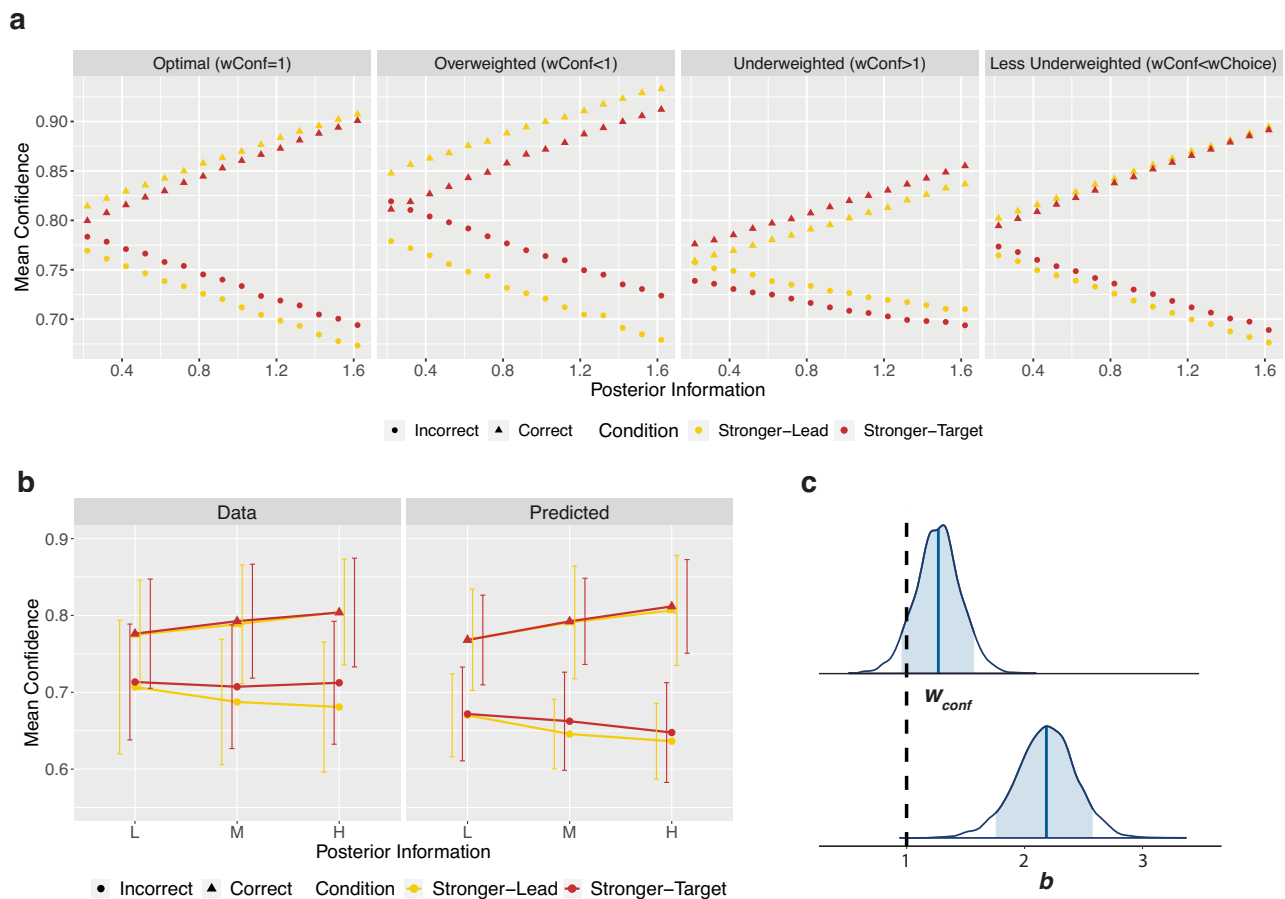 a
Optimal (wConf=1)
Overweighted (wConf<1)
Underweighted (wConf>1)
Less Underweighted (wConf<wChoice)
Mean Confidence
0.90
0.85
0.80
0.75
0.70
0.4 0.8 1.2 1.6
0.4 0.8 1.2 1.6
0.4 0.8 1.2 1.6
0.4 0.8 1.2 1.6
Posterior Information
Incorrect Correct Condition Stronger-Lead Stronger-Target
b
Data
Predicted
Mean Confidence
0.9
0.8
0.7
0.6
L M H
L M H
Posterior Information
Incorrect Correct Condition Stronger-Lead Stronger-Target
c
wconf
1 2 3
b